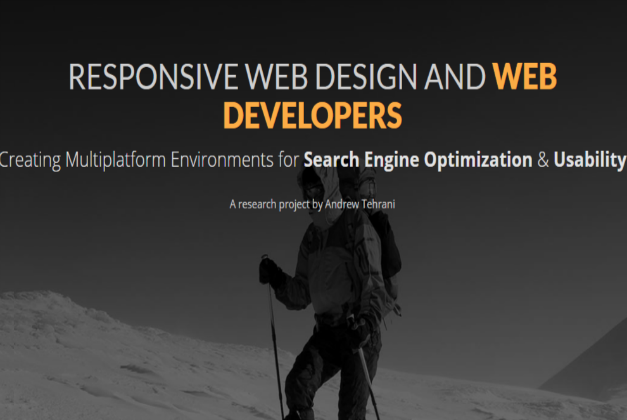 RESPONSIVE WEB DESIGN AND WEB
DEVELOPERS
Creating Multiplatform Environments for Search Engine Optimization & Usability
A research project by Andrew Tehrani